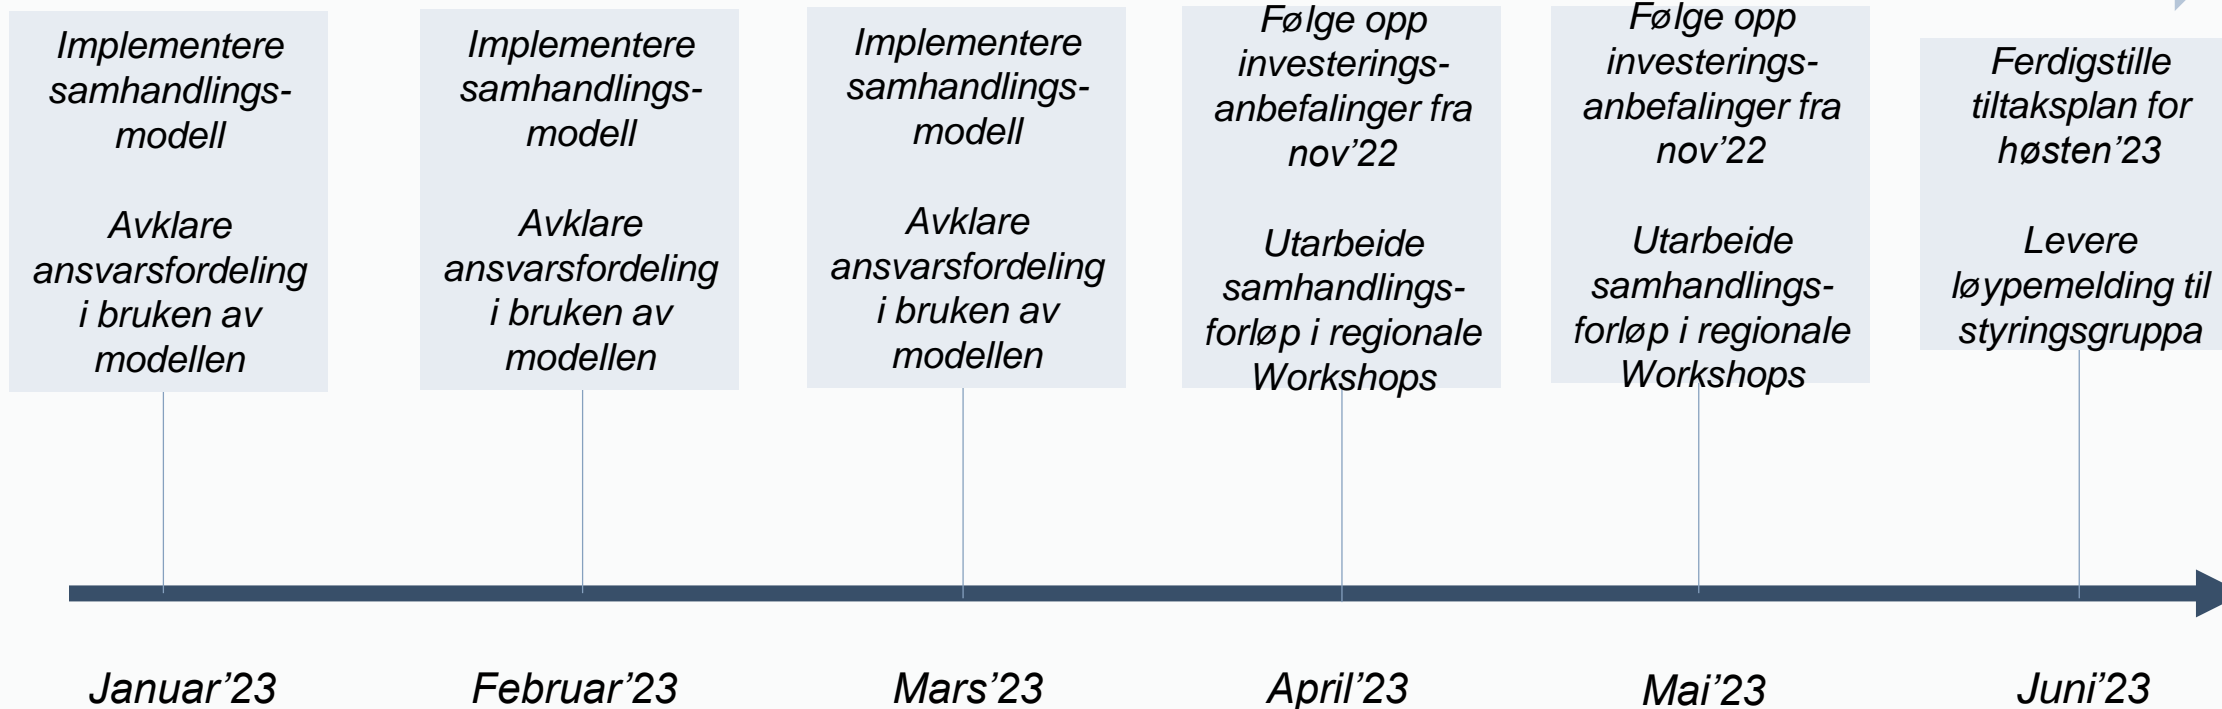 Implementere
samhandlings-
modell
Avklare
ansvarsfordeling
i bruken av
modellen
Implementere
samhandlings-
modell
Avklare
ansvarsfordeling
i bruken av
modellen
Implementere
samhandlings-
modell
Avklare
ansvarsfordeling
i bruken av
modellen
Følge opp
investerings-
anbefalinger fra
nov’22
Utarbeide
samhandlings-
forløp i regionale
Workshops
Følge opp
investerings-
anbefalinger fra
nov’22
Utarbeide
samhandlings-
forløp i regionale
Workshops
Ferdigstille
tiltaksplan for
høsten’23
Levere
løypemelding til
styringsgruppa
Januar’23
Februar’23
Mars’23
April’23
Mai’23
Juni’23